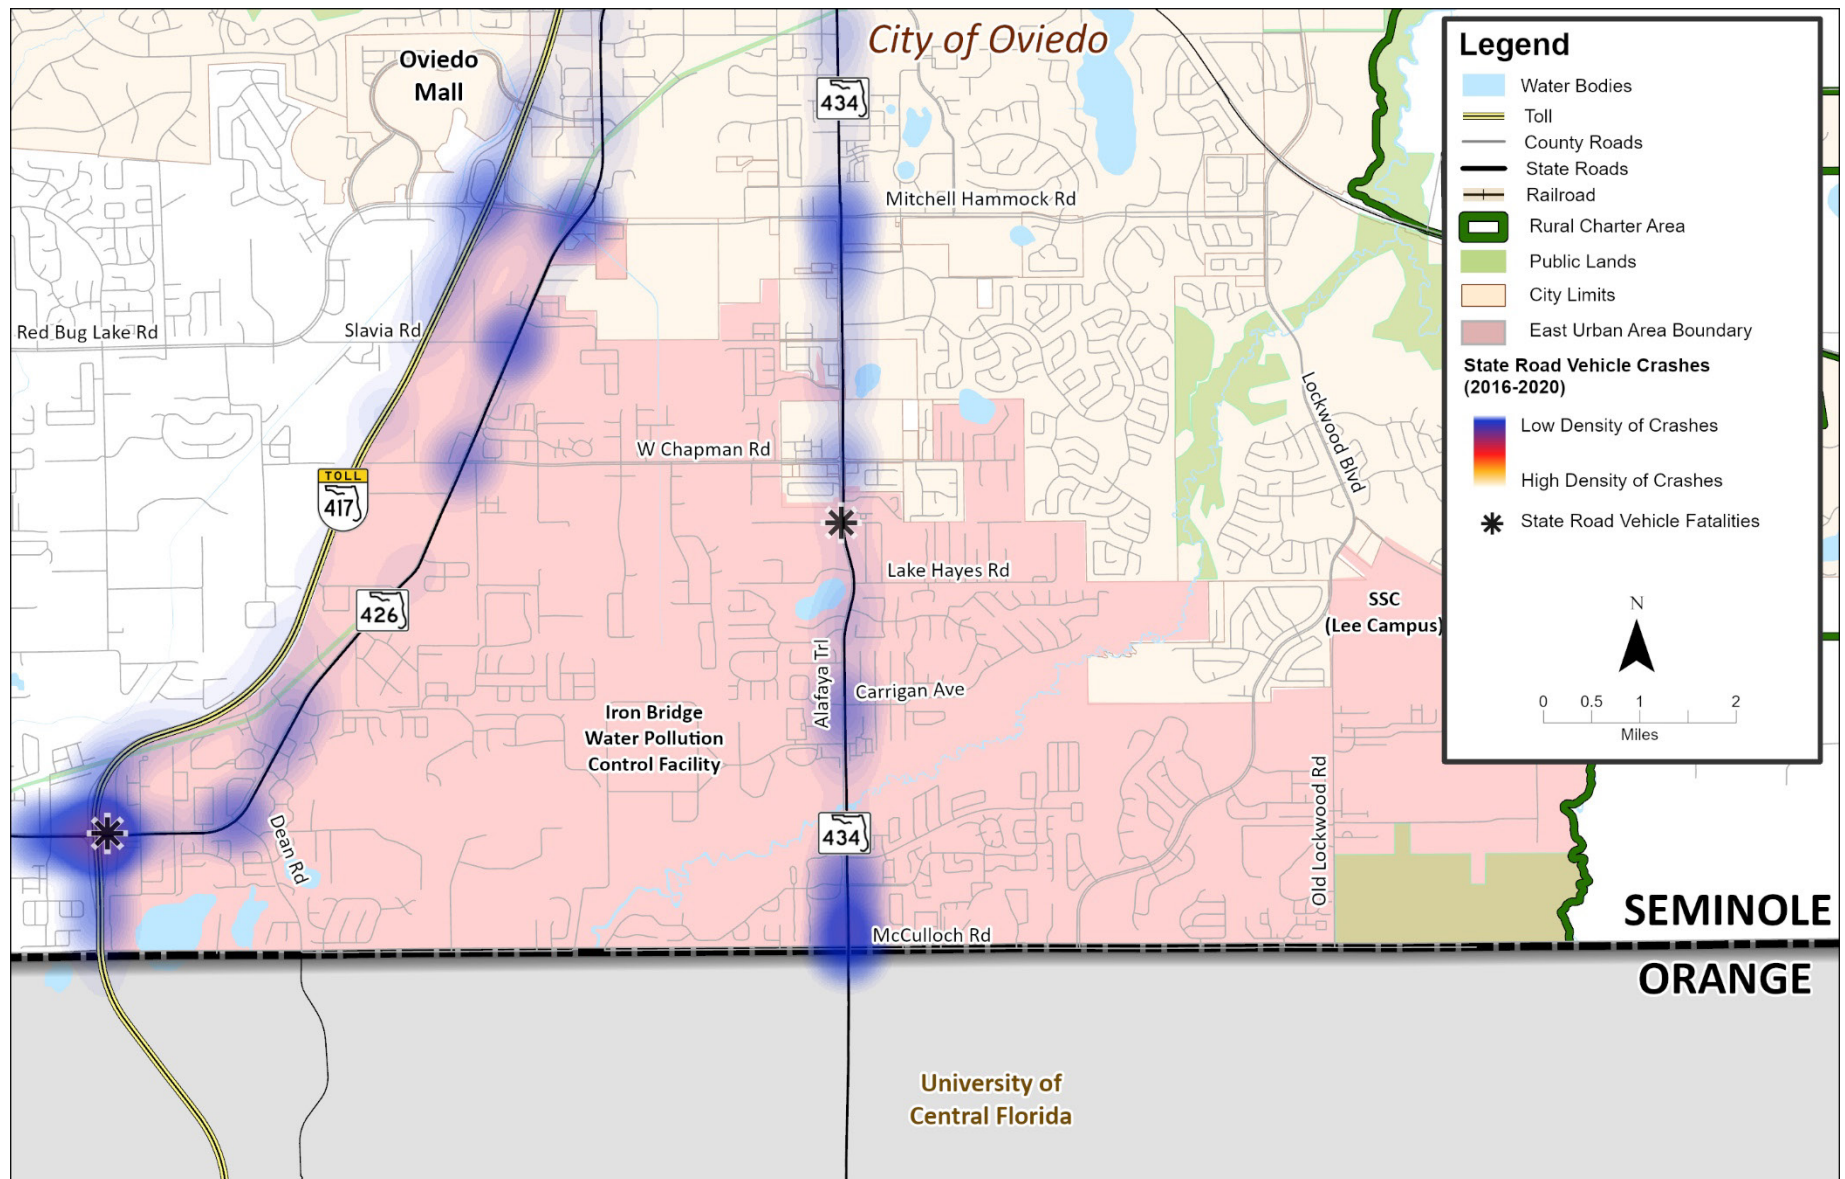 City of Oviedo
Oviedo
Mall
434
Mitchell Hammock Rd
Red Bug Lake Rd
Slavia Rd
W Chapman Rd
Lockwood Blvd
TOLL
417
426
Lake Hayes Rd
SSC
(Lee Campus)
Alafaya Trl
Carrigan Ave
Iron Bridge
Water Pollution
Control Facility
Dean Rd
434
Old Lockwood Rd
McCulloch Rd
SEMINOLE
ORANGE
University of
Central Florida
Legend
Water Bodies
Toll
County Roads
State Roads
Railroad
Rural Charter Area
Public Lands
City Limits
East Urban Area Boundary
State Road Vehicle Crashes
(2016-2020)
Low Density of Crashes
High Density of Crashes
State Road Vehicle Fatalities
N
0 0.5 1 2
Miles